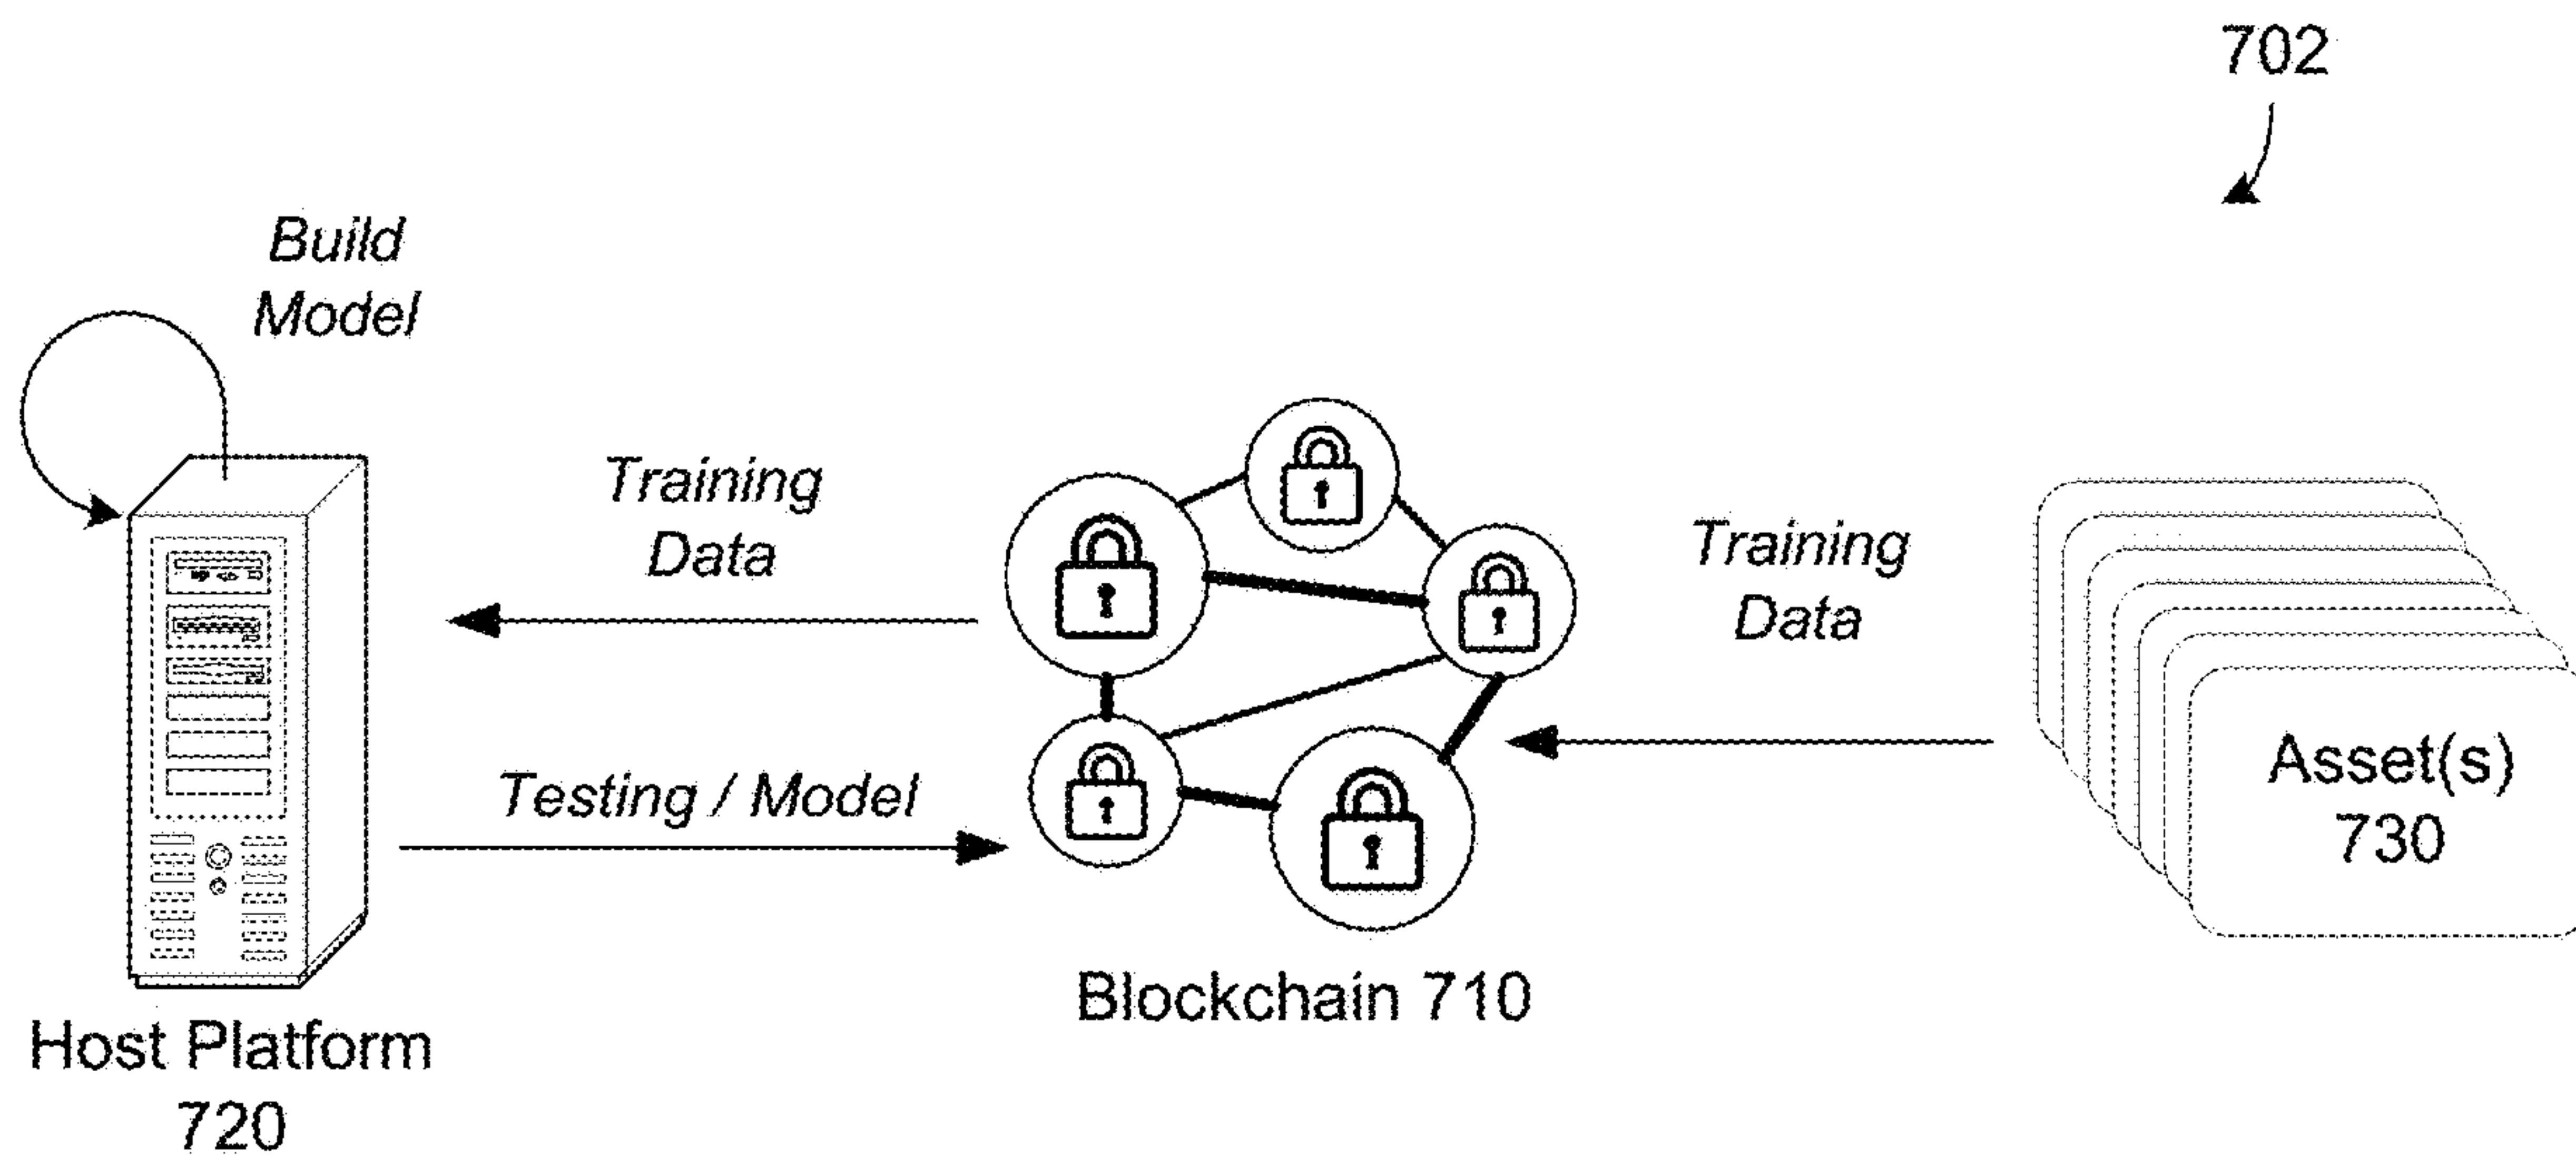 702
Build
Model
Training
Data
Training
Data
Testing / Model
Asset(s)
730
Blockchain 710
Host Platform
720